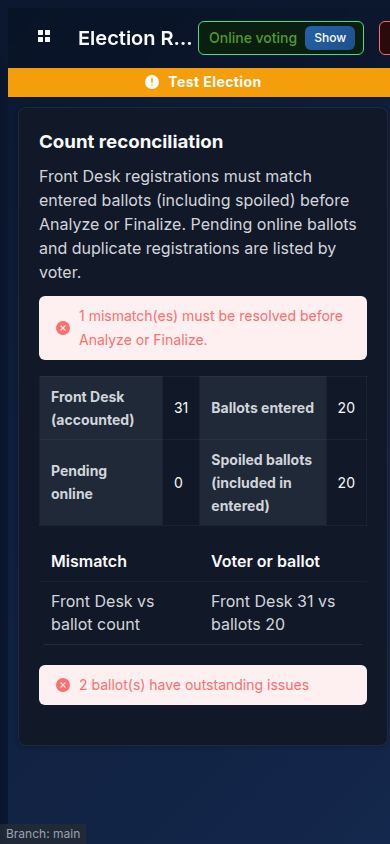 Election R...
Online voting
Show
Test Election
Count reconciliation
Front Desk registrations must match
entered ballots (including spoiled) before
Analyze or Finalize. Pending online ballots
and duplicate registrations are listed by
voter.
1 mismatch(es) must be resolved before
Analyze or Finalize.
Front Desk
(accounted)
31
Ballots entered
20
Pending
online
0
Spoiled ballots
(included in
entered)
20
Mismatch
Voter or ballot
Front Desk vs
ballot count
Front Desk 31 vs
ballots 20
2 ballot(s) have outstanding issues
Branch: main